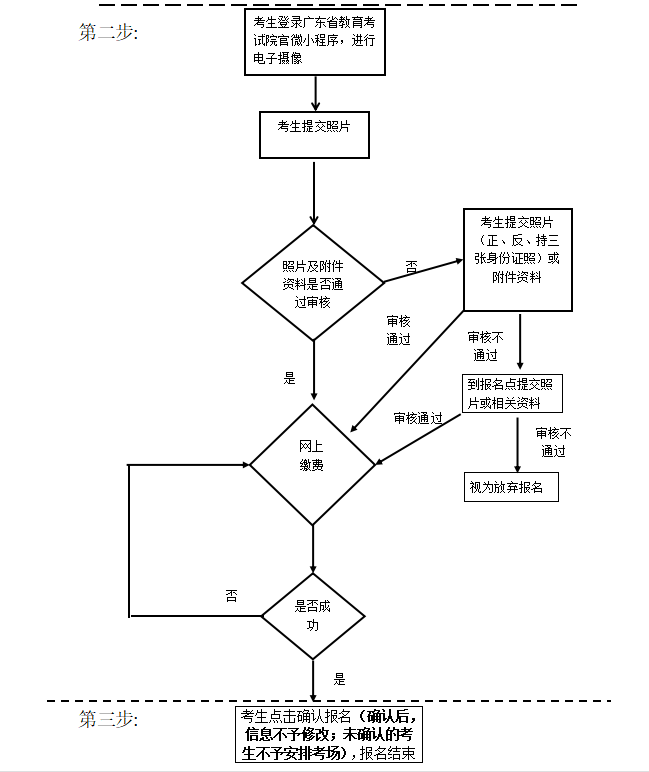 第二步:
考生登录广东省教育考
试院官微小程序，进行
电子摄像
考生提交照片
照片及附件
资料是否通
过审核
否
考生提交照片
（正、反、持三
张身份证照）或
附件资料
审核
通过
审核不
通过
是
到报名点提交照
片或相关资料
审核通过
审核不
通过
网上
缴费
视为放弃报名
否
是否成
功
是
第三步:
考生点击确认报名（确认后，
信息不予修改；未确认的考
生不予安排考场），报名结束